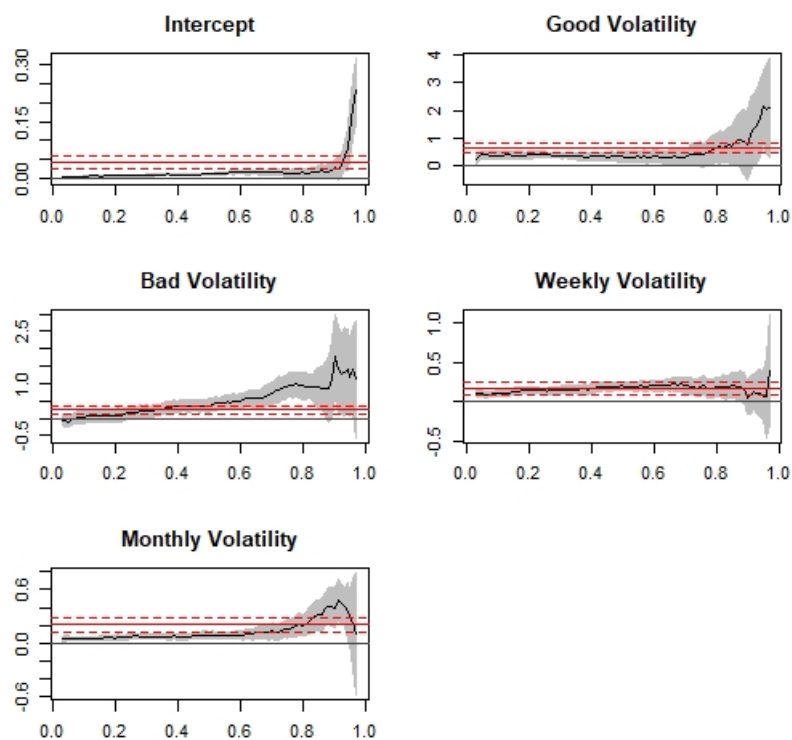 Intercept
0.00 0.15 0.30
0.0 0.2 0.4 0.6 0.8 1.0
Good Volatility
0 1 2 3 4
0.0 0.2 0.4 0.6 0.8 1.0
Bad Volatility
-0.5 1.0 2.5
0.0 0.2 0.4 0.6 0.8 1.0
Weekly Volatility
-0.5 0.5 1.0
0.0 0.2 0.4 0.6 0.8 1.0
Monthly Volatility
-0.6 0.0 0.6
0.0 0.2 0.4 0.6 0.8 1.0